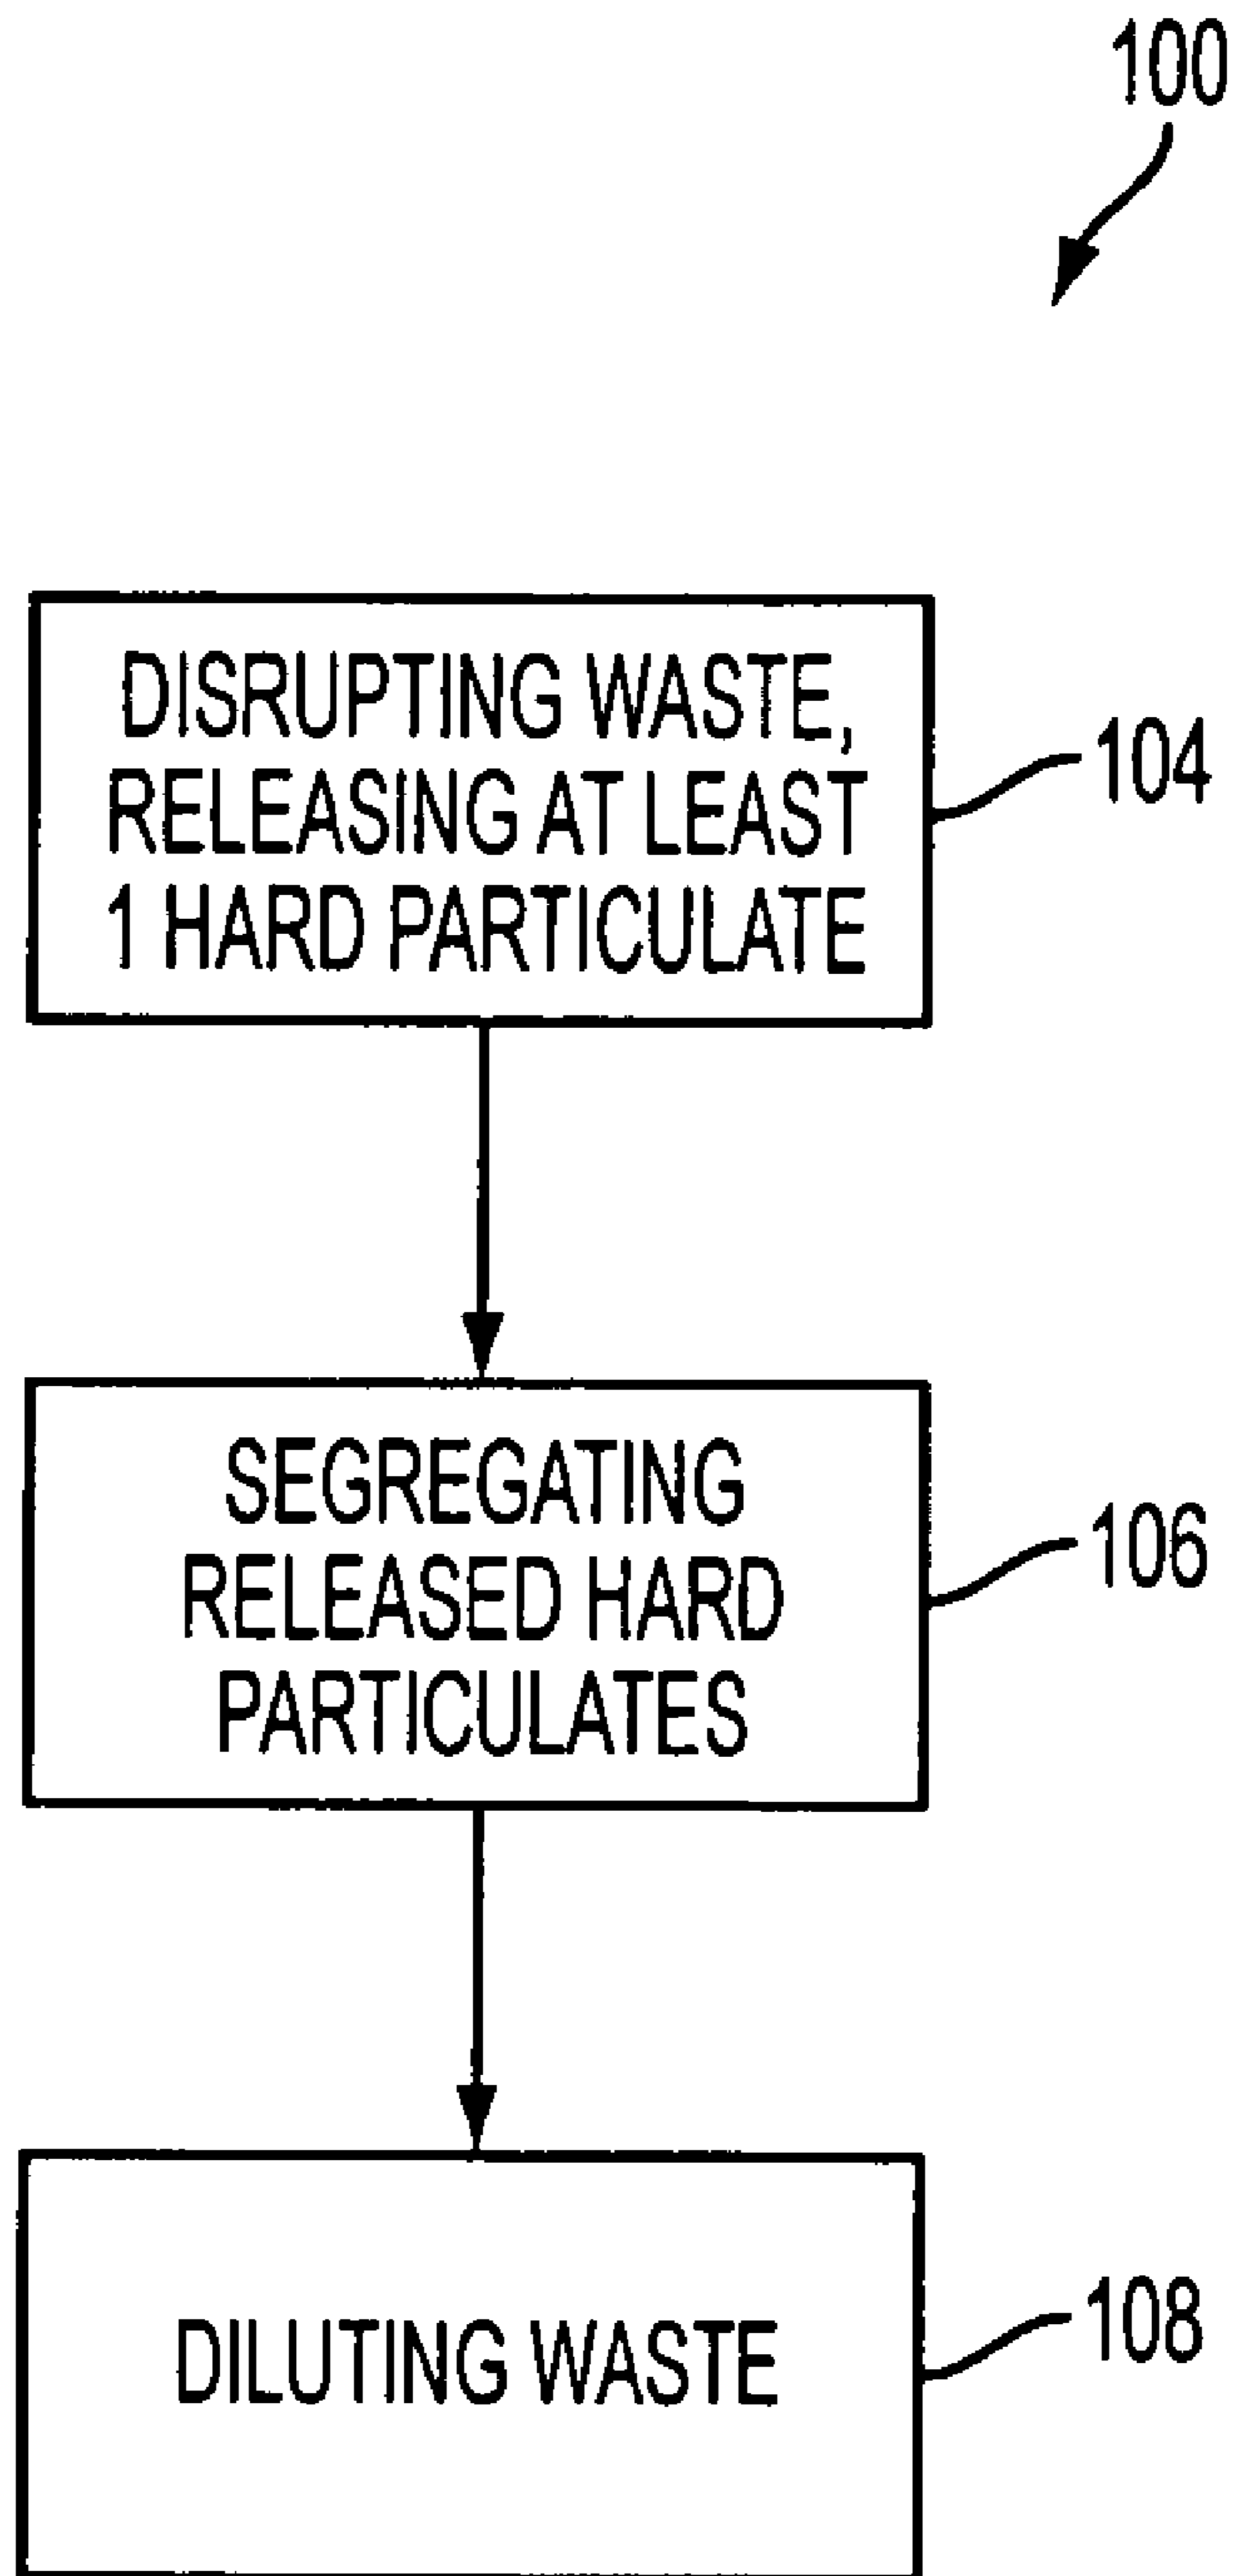 100
DISRUPTING WASTE,
RELEASING AT LEAST
1 HARD PARTICULATE
104
SEGREGATING
RELEASED HARD
PARTICULATES
106
DILUTING WASTE
108